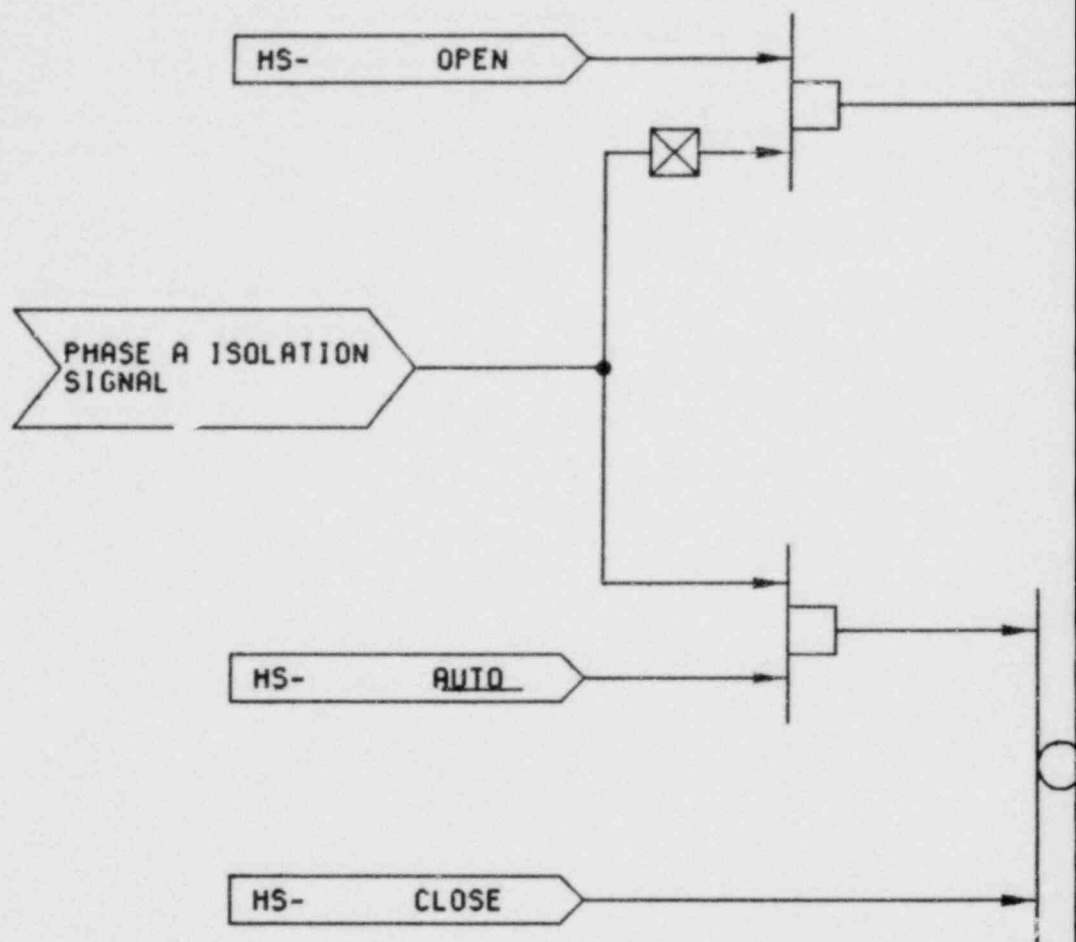 HS- OPEN
PHASE A ISOLATION
SIGNAL
HS- AUTO
HS- CLOSE